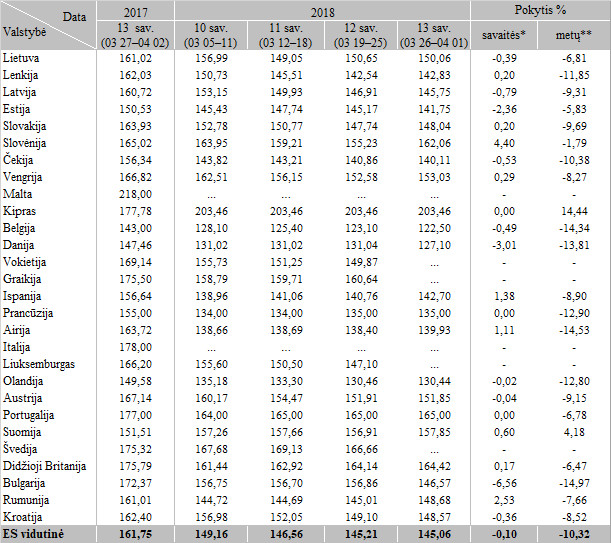 Data 2017 2018 Pokytis %
Valstybė 13 sav. (03 27–04 02) 10 sav. (03 05–11) 11 sav. (03 12–18) 12 sav. (03 19–25) 13 sav. (03 26–04 01) savaitės* metų**
Lietuva 161,02 156,99 149,05 150,65 150,06 -0,39 -6,81
Lenkija 162,03 150,73 145,51 142,54 142,83 0,20 -11,85
Latvija 160,72 153,15 149,93 146,91 145,75 -0,79 -9,31
Estija 150,53 145,43 147,74 145,17 141,75 -2,36 -5,83
Slovakija 163,93 152,78 150,77 147,74 148,04 0,20 -9,69
Slovėnija 165,02 163,95 159,21 155,23 162,06 4,40 -1,79
Čekija 156,34 143,82 143,21 140,86 140,11 -0,53 -10,38
Vengrija 166,82 162,51 156,15 152,58 153,03 0,29 -8,27
Malta 218,00 ... ... ... ... - -
Kipras 177,78 203,46 203,46 203,46 203,46 0,00 14,44
Belgija 143,00 128,10 125,40 123,10 122,50 -0,49 -14,34
Danija 147,46 131,02 131,02 131,04 127,10 -3,01 -13,81
Vokietija 169,14 155,73 151,25 149,87 ... - -
Graikija 175,50 158,79 159,71 160,64 ... - -
Ispanija 156,64 138,96 141,06 140,76 142,70 1,38 -8,90
Prancūzija 155,00 134,00 134,00 135,00 135,00 0,00 -12,90
Airija 163,72 138,66 138,69 138,40 139,93 1,11 -14,53
Italija 178,00 ... ... ... ... - -
Liuksemburgas 166,20 155,60 150,50 147,10 ... - -
Olandija 149,58 135,18 133,30 130,46 130,44 -0,02 -12,80
Austrija 167,14 160,17 154,47 151,91 151,85 -0,04 -9,15
Portugalija 177,00 164,00 165,00 165,00 165,00 0,00 -6,78
Suomija 151,51 157,26 157,66 156,91 157,85 0,60 4,18
Švedija 175,32 167,68 169,13 166,66 ... - -
Didžioji Britanija 175,79 161,44 162,92 164,14 164,42 0,17 -6,47
Bulgarija 172,37 156,75 156,70 156,86 146,57 -6,56 -14,97
Rumunija 161,01 144,72 144,69 145,01 148,68 2,53 -7,66
Kroatija 162,40 156,98 152,05 149,10 148,57 -0,36 -8,52
ES vidutinė 161,75 149,16 146,56 145,21 145,06 -0,10 -10,32